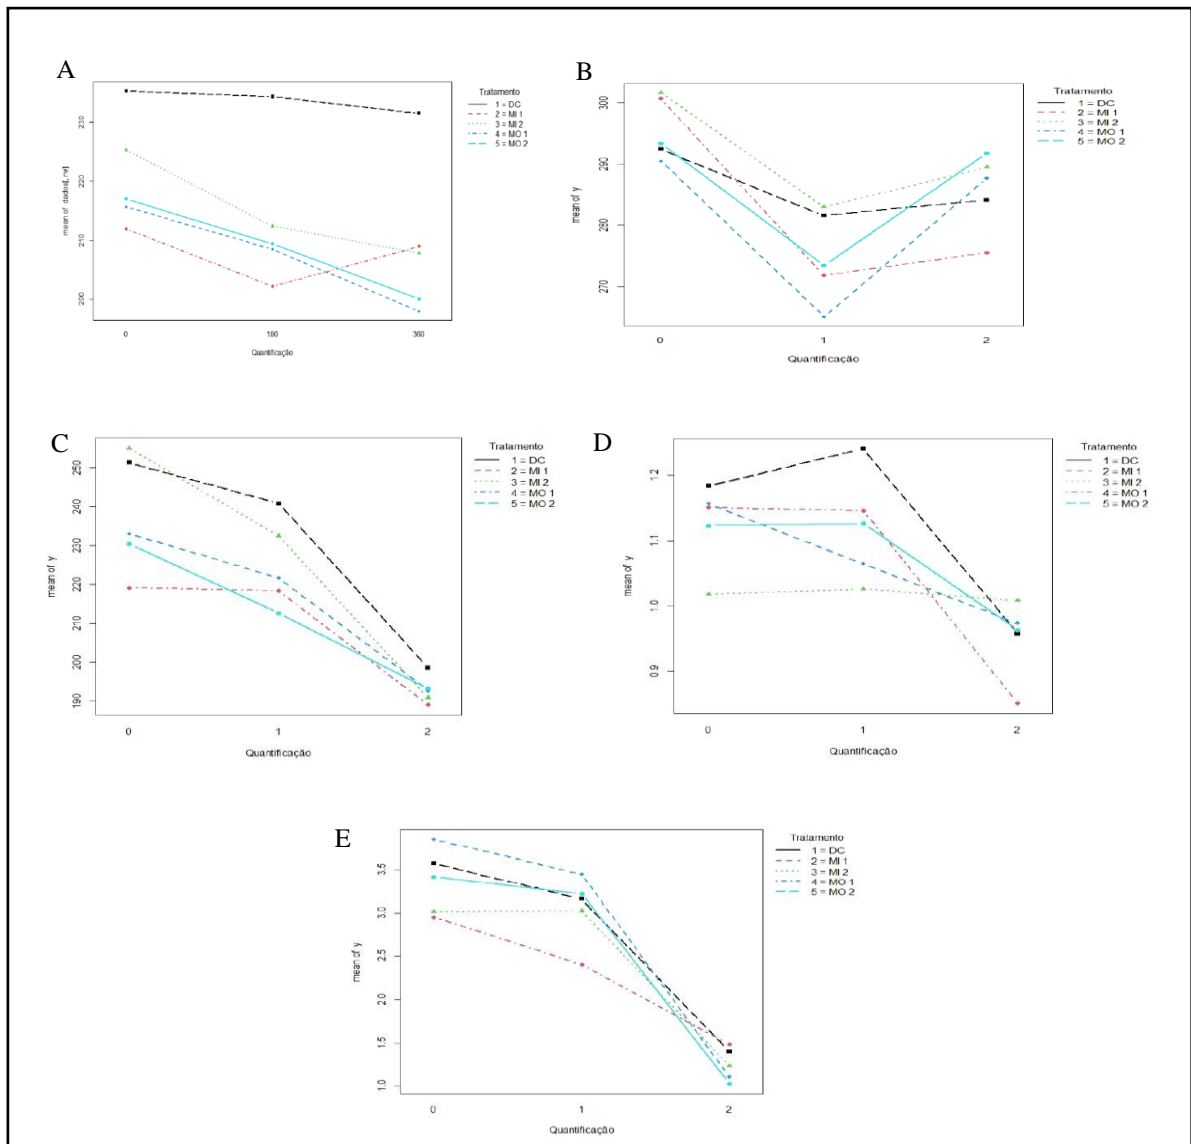 A
Tratamento
1 = DC
2 = MI 1
3 = MI 2
4 = MO 1
5 = MO 2
mean of dados[, mv]
230
220
210
200
0
180
360
Quantificação
B
Tratamento
1 = DC
2 = MI 1
3 = MI 2
4 = MO 1
5 = MO 2
mean of y
300
290
280
270
0
1
2
Quantificação
C
Tratamento
1 = DC
2 = MI 1
3 = MI 2
4 = MO 1
5 = MO 2
mean of y
250
240
230
220
210
200
190
0
1
2
Quantificação
D
Tratamento
1 = DC
2 = MI 1
3 = MI 2
4 = MO 1
5 = MO 2
mean of y
1.2
1.1
1.0
0.9
0
1
2
Quantificação
E
Tratamento
1 = DC
2 = MI 1
3 = MI 2
4 = MO 1
5 = MO 2
mean of y
3.5
3.0
2.5
2.0
1.5
1.0
0
1
2
Quantificação